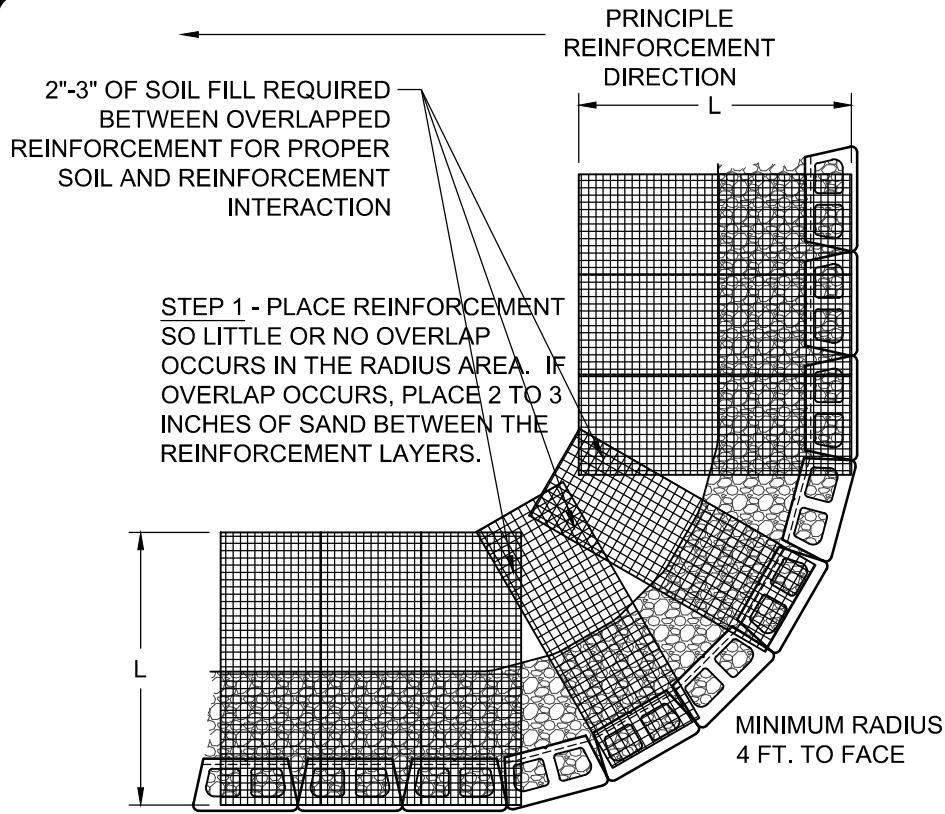 PRINCIPLE
REINFORCEMENT
DIRECTION
L
2"-3" OF SOIL FILL REQUIRED
BETWEEN OVERLAPPED
REINFORCEMENT FOR PROPER
SOIL AND REINFORCEMENT
INTERACTION
STEP 1 - PLACE REINFORCEMENT
SO LITTLE OR NO OVERLAP
OCCURS IN THE RADIUS AREA. IF
OVERLAP OCCURS, PLACE 2 TO 3
INCHES OF SAND BETWEEN THE
REINFORCEMENT LAYERS.
L
MINIMUM RADIUS
4 FT. TO FACE